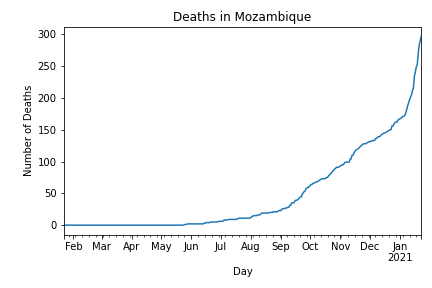 Deaths in Mozambique
Number of Deaths
300
250
200
150
100
50
0
Feb Mar Apr May Jun Jul Aug Sep Oct Nov Dec Jan
2021
Day